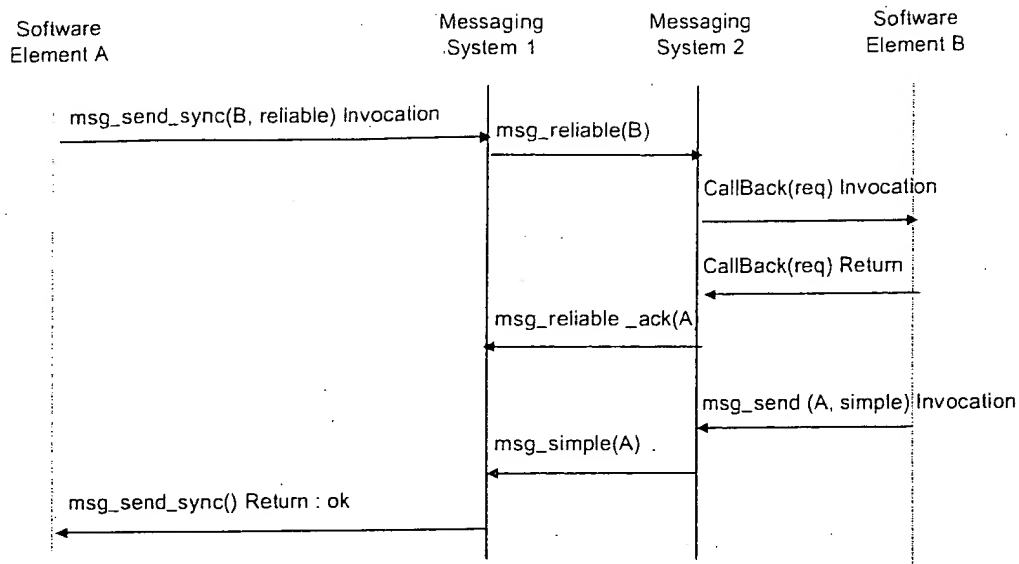 Software
Element A
Messaging
System 1
Messaging
System 2
Software
Element B
msg_send_sync(B, reliable) Invocation
msg_reliable(B)
CallBack(req) Invocation
CallBack(req) Return
msg_reliable _ack(A
msg_send (A, simple) Invocation
msg_simple(A)
msg_send_sync() Return : ok